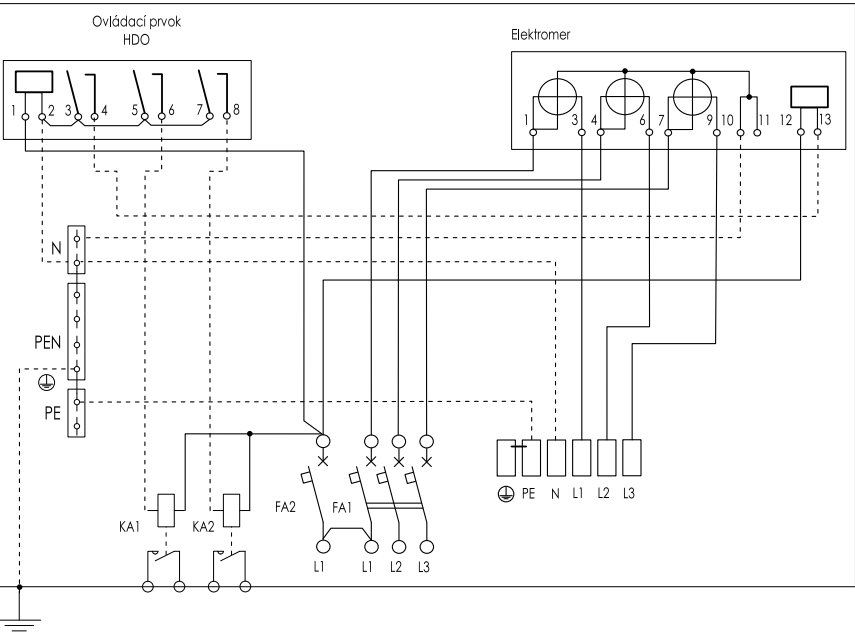 Ovládací prvok
HDO
Elektromer
1 2 3 4 5 6 7 8
1 3 4 6 7 9 10 11 12 13
N
PEN
PE
PE N L1 L2 L3
FA2 FA1
KA1 KA2
L1 L1 L2 L3